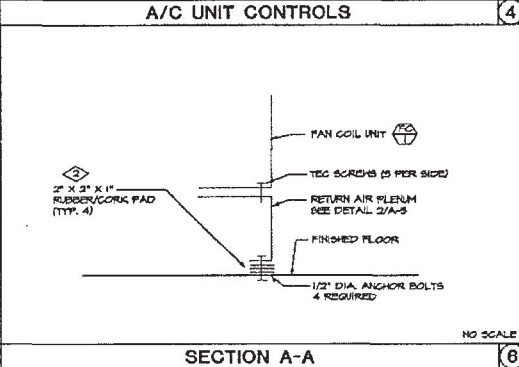 A/C UNIT CONTROLS
4
FAN COIL UNIT
FC
1
TEC SCREWS (5 PER SIDE)
2
2" X 2" X 1"
RUBBER/CORK PAD
(TYP. 4)
RETURN AIR PLENUM
SEE DETAIL 2/A-5
FINISHED FLOOR
1/2" DIA. ANCHOR BOLTS
4 REQUIRED
NO SCALE
SECTION A-A
6